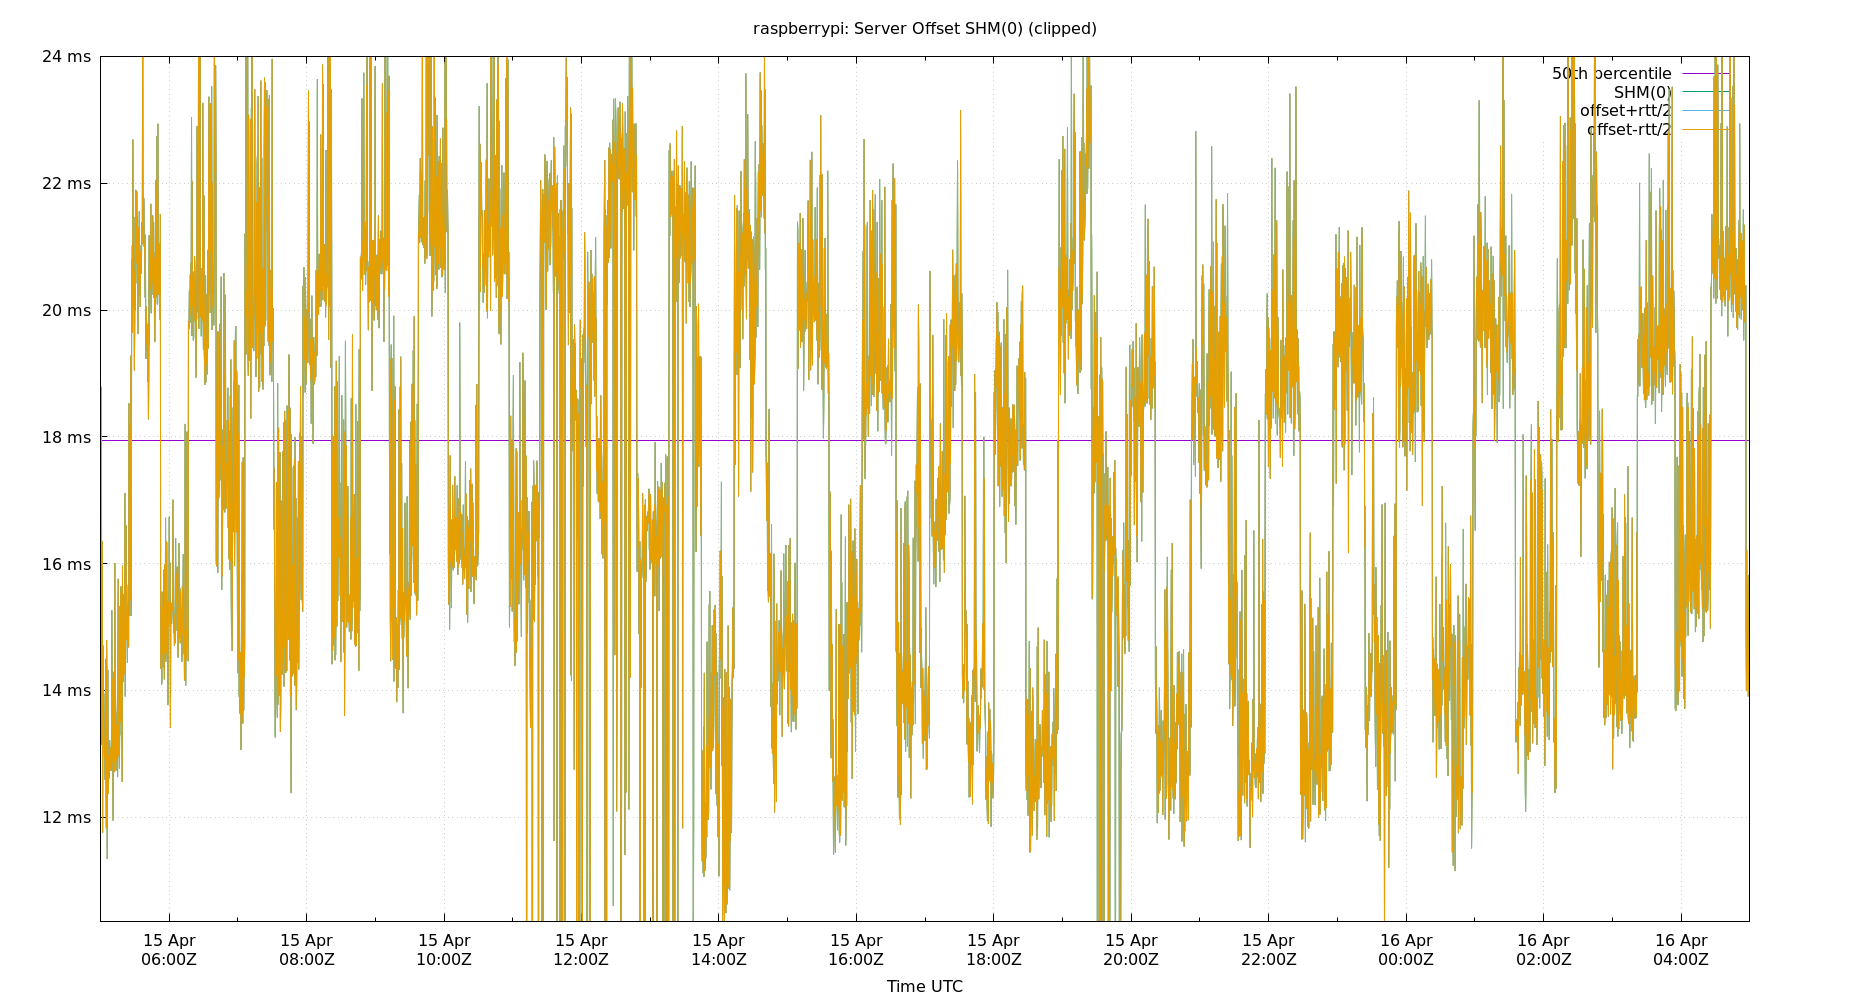 raspberrypi: Server Offset SHM(0) (clipped)
24 ms
22 ms
20 ms
18 ms
16 ms
14 ms
12 ms
50th percentile
SHM(0)
offset+rtt/2
offset-rtt/2
15 Apr 06:00Z
15 Apr 08:00Z
15 Apr 10:00Z
15 Apr 12:00Z
15 Apr 14:00Z
15 Apr 16:00Z
15 Apr 18:00Z
15 Apr 20:00Z
15 Apr 22:00Z
16 Apr 00:00Z
16 Apr 02:00Z
16 Apr 04:00Z
Time UTC